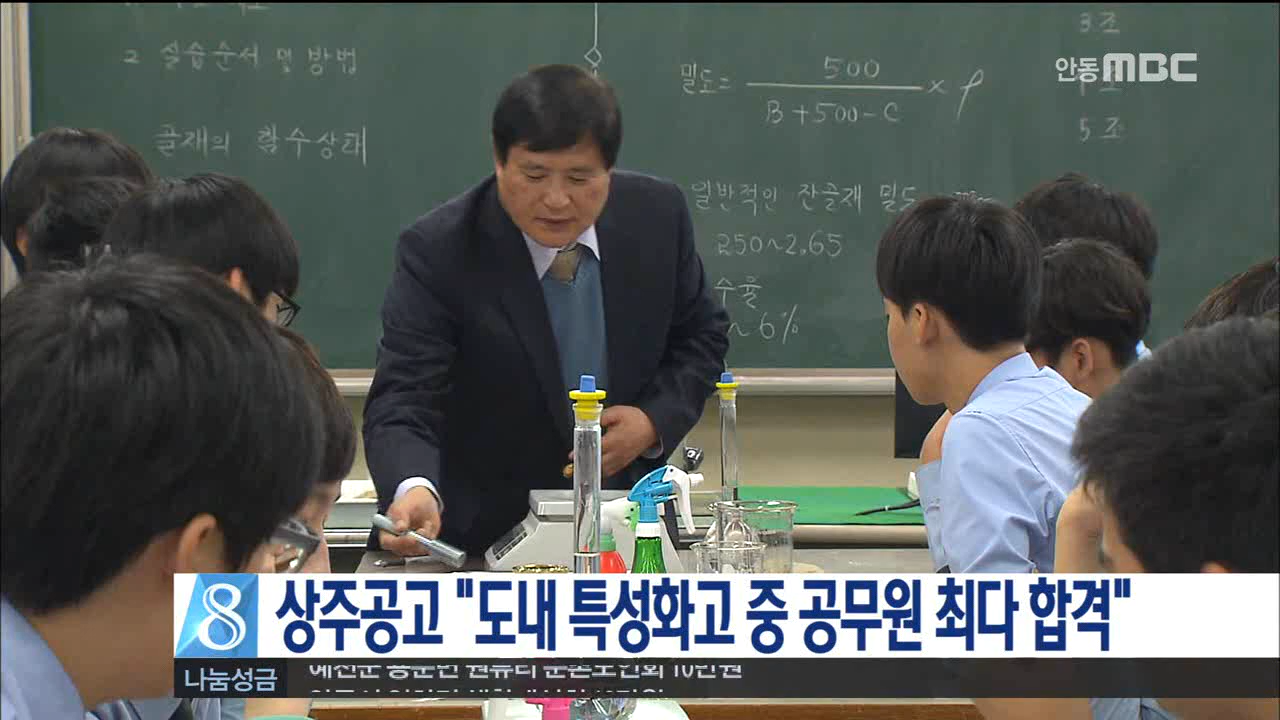 2 실습순서 및 방법
골재의 함수상태
밀도= 500 / B+500-C × ρ
일반적인 잔골재 밀도
2.50~2.65
수율
~6%
3조
5조
안동MBC
8 상주공고 "도내 특성화고 중 공무원 최다 합격"
나눔성금